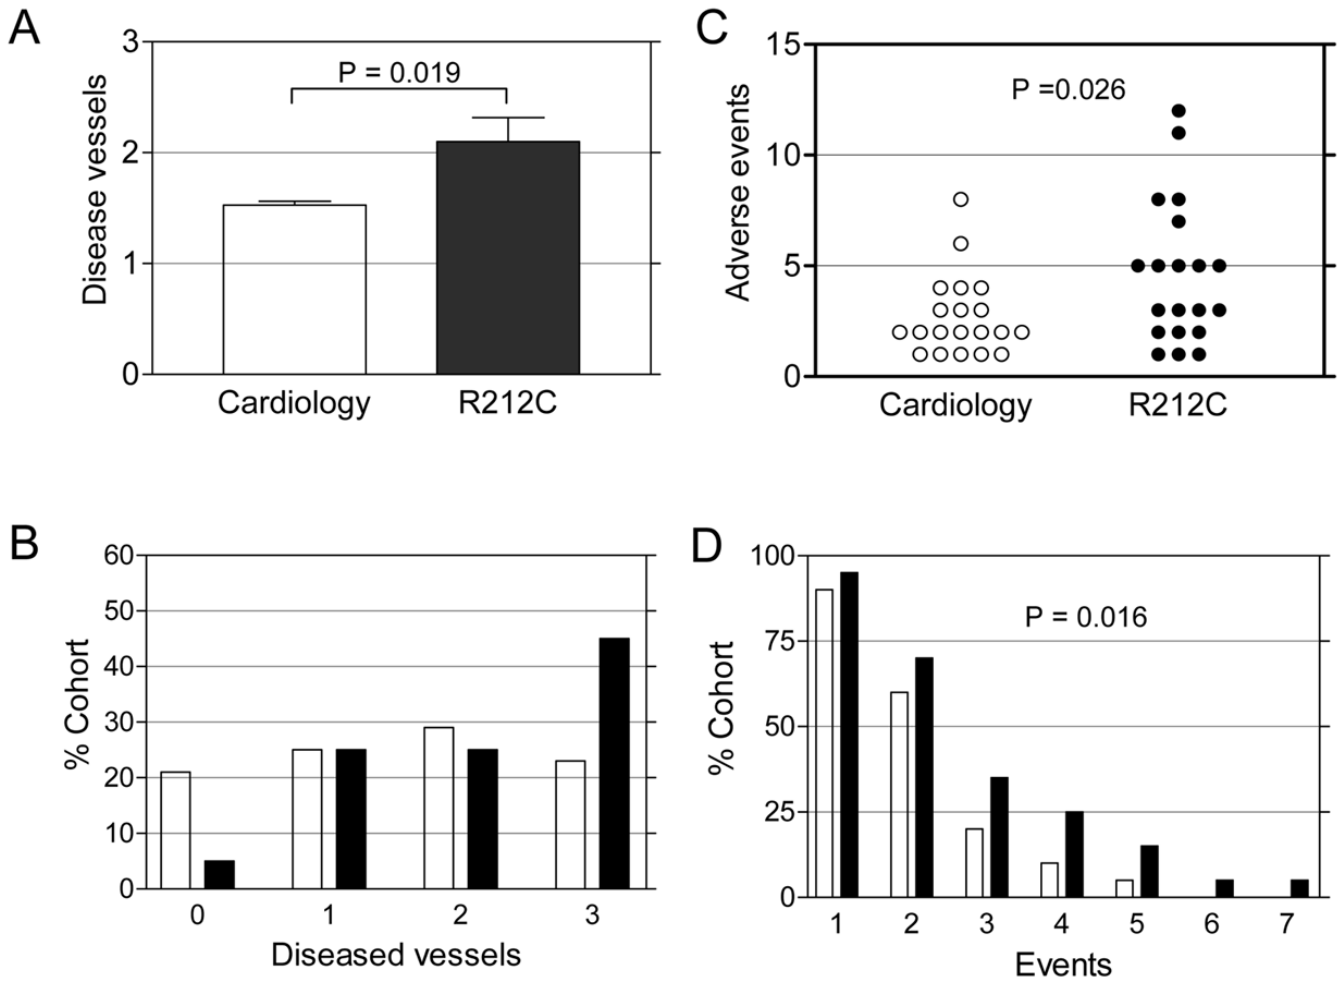 A
Disease vessels
3
2
1
0
P = 0.019
Cardiology R212C
C
Adverse events
15
10
5
0
P =0.026
Cardiology R212C
B
% Cohort
60
50
40
30
20
10
0
0 1 2 3
Diseased vessels
D
% Cohort
100
75
50
25
0
P = 0.016
1 2 3 4 5 6 7
Events